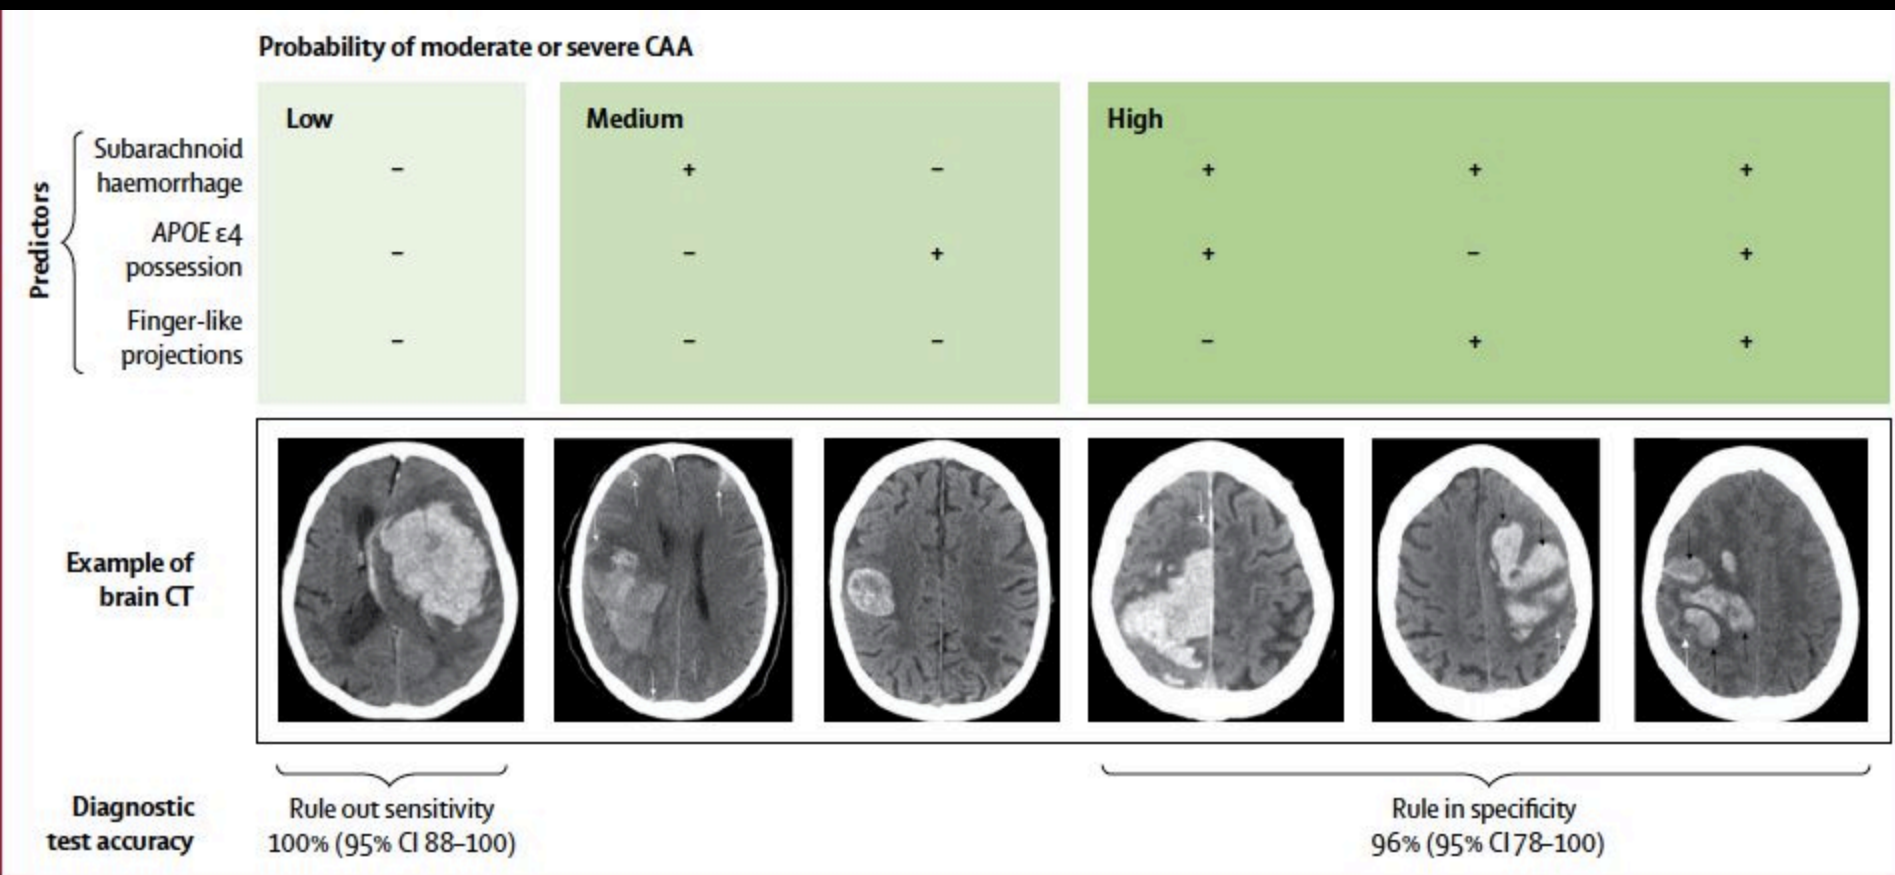 Probability of moderate or severe CAA
Low
Medium
High
Predictors
Subarachnoid
haemorrhage
– + – + + +
APOE ε4
possession
– – + + – +
Finger-like
projections
– – – – + +
Example of
brain CT
Diagnostic
test accuracy
Rule out sensitivity
100% (95% CI 88–100)
Rule in specificity
96% (95% CI 78–100)